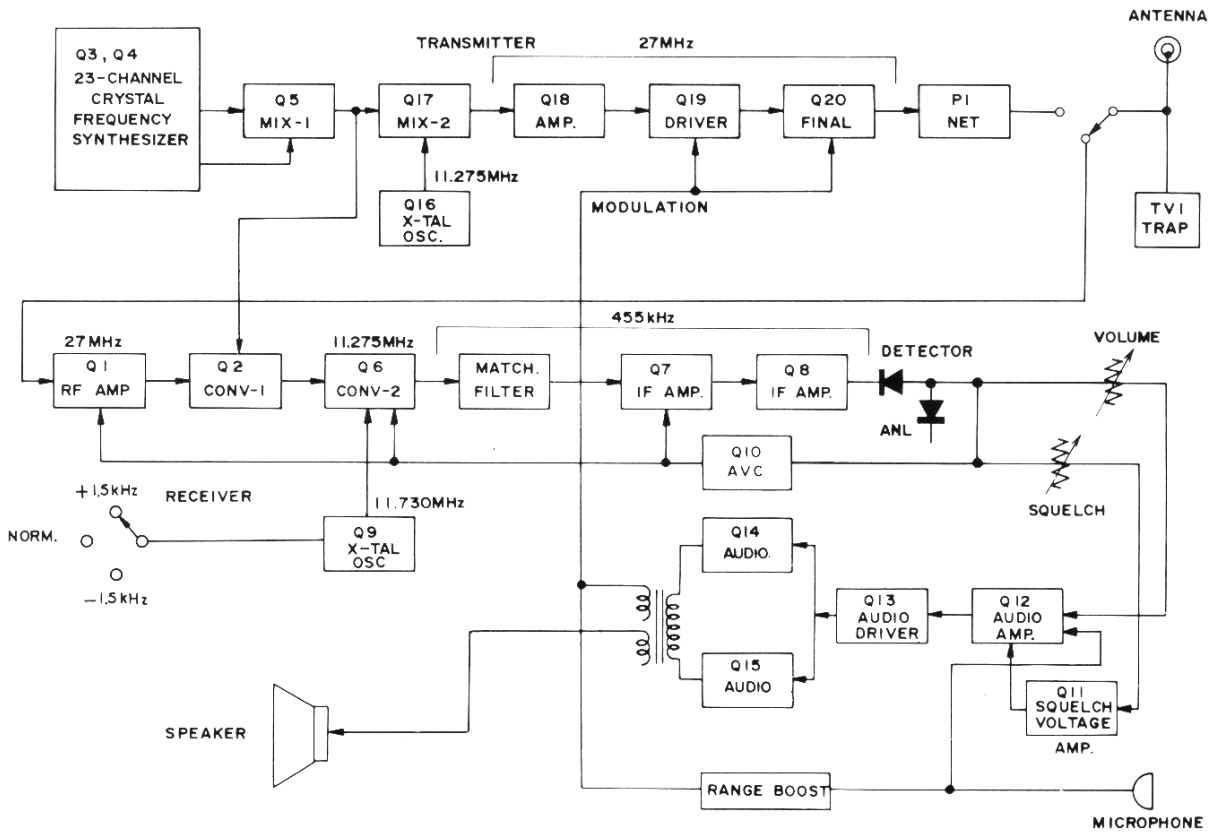 ANTENNA
TRANSMITTER
27MHz
Q3, Q4
23-CHANNEL
CRYSTAL
FREQUENCY
SYNTHESIZER
Q5
MIX-1
Q17
MIX-2
Q18
AMP.
Q19
DRIVER
Q20
FINAL
PI
NET
11.275MHz
Q16
X-TAL
OSC.
MODULATION
TVI
TRAP
455kHz
27MHz
Q1
RF AMP
Q2
CONV-1
11.275MHz
Q6
CONV-2
MATCH.
FILTER
Q7
IF AMP.
Q8
IF AMP.
DETECTOR
ANL
VOLUME
Q10
AVC
SQUELCH
+1.5kHz
RECEIVER
NORM.
-1.5kHz
11.730MHz
Q9
X-TAL
OSC
Q14
AUDIO.
Q13
AUDIO
DRIVER
Q12
AUDIO
AMP.
Q15
AUDIO
Q11
SQUELCH
VOLTAGE
AMP.
SPEAKER
RANGE BOOST
MICROPHONE